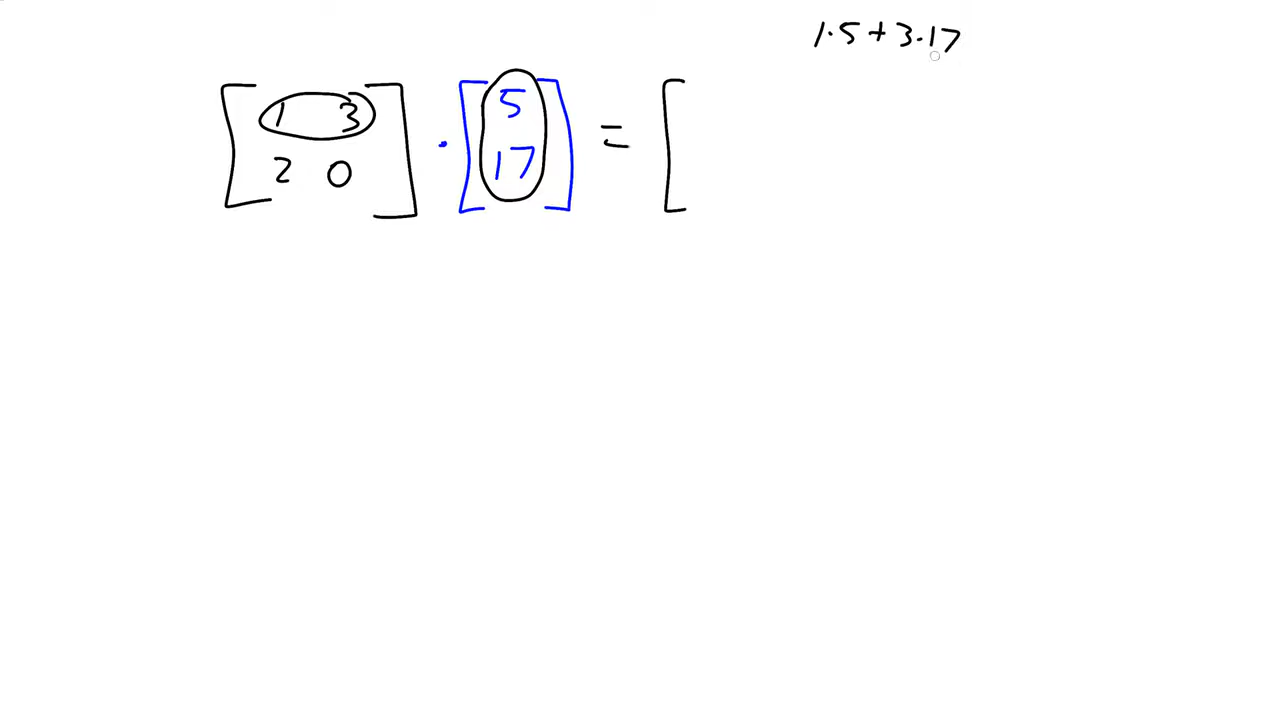 1·5+3·17
[1 3
2 0] · [5
17] = [